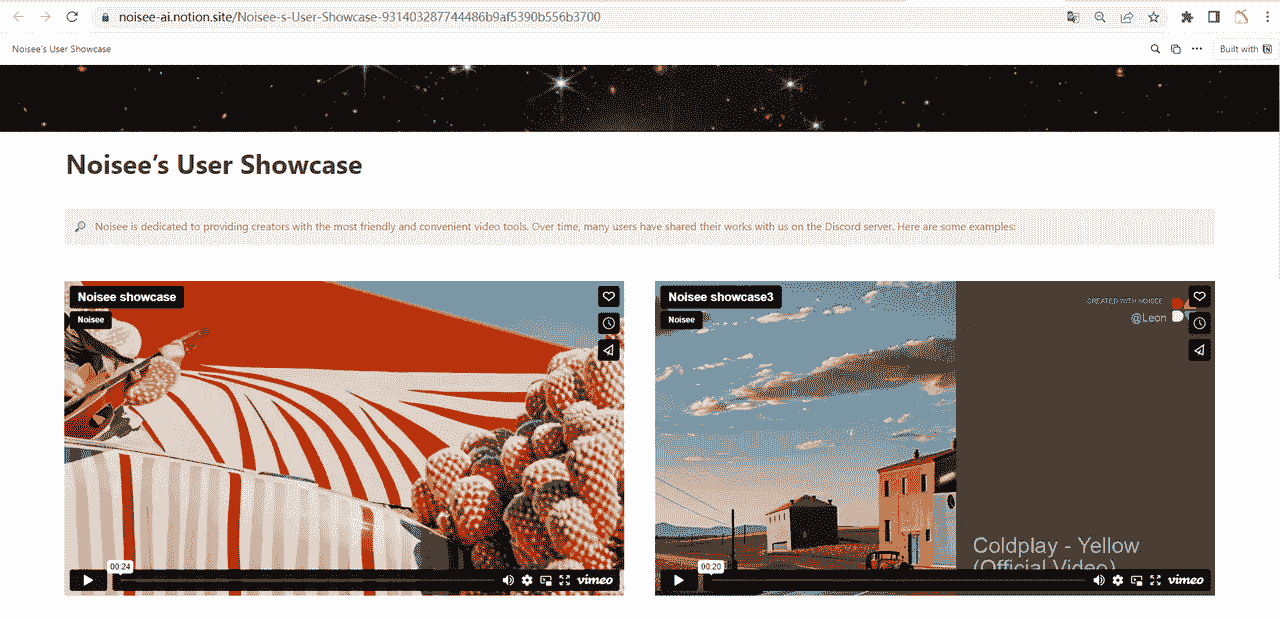 noisee-ai.notion.site/Noisee-s-User-Showcase-931403287744486b9af5390b556b3700
Noisee's User Showcase
Built with
Noisee's User Showcase
Noisee is dedicated to providing creators with the most friendly and convenient video tools. Over time, many users have shared their works with us on the Discord server. Here are some examples:
Noisee showcase
Noisee
00:24
vimeo
Noisee showcase3
Noisee
CREATED WITH NOISEE
@Leon
Coldplay - Yellow
(Official Video)
00:20
vimeo